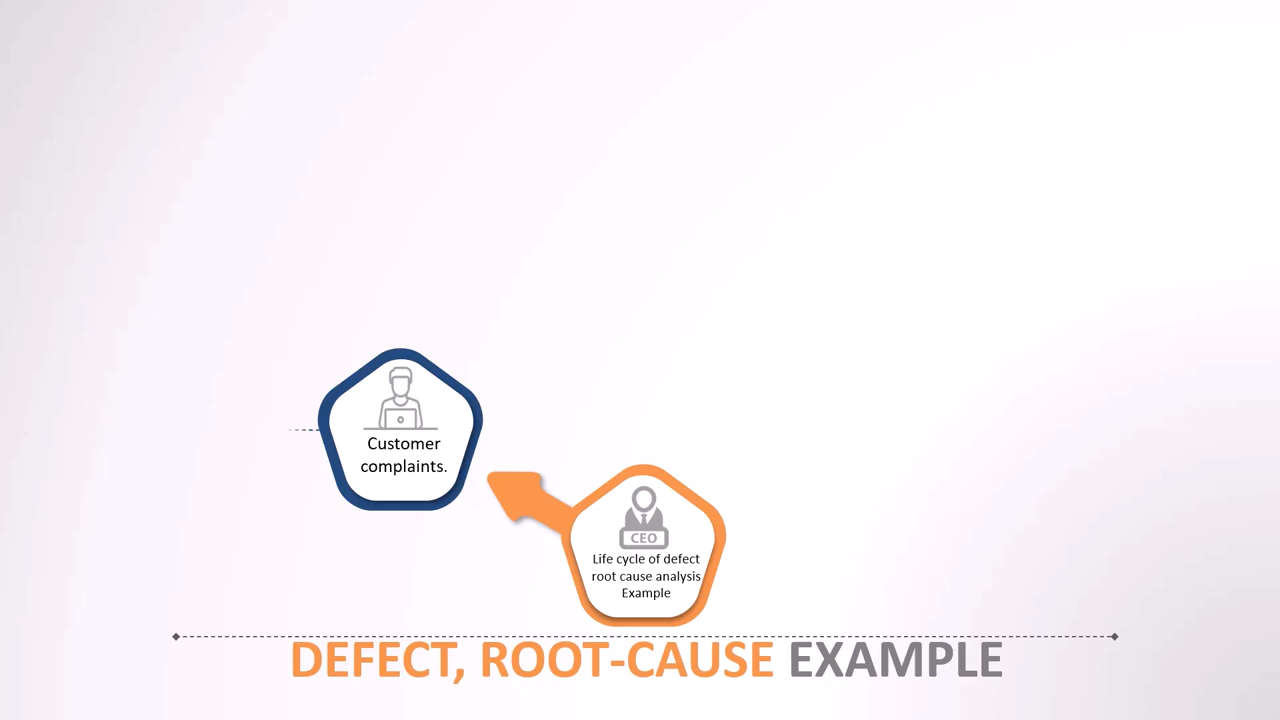 Customer
complaints.
CEO
Life cycle of defect
root cause analysis
Example
DEFECT, ROOT-CAUSE EXAMPLE